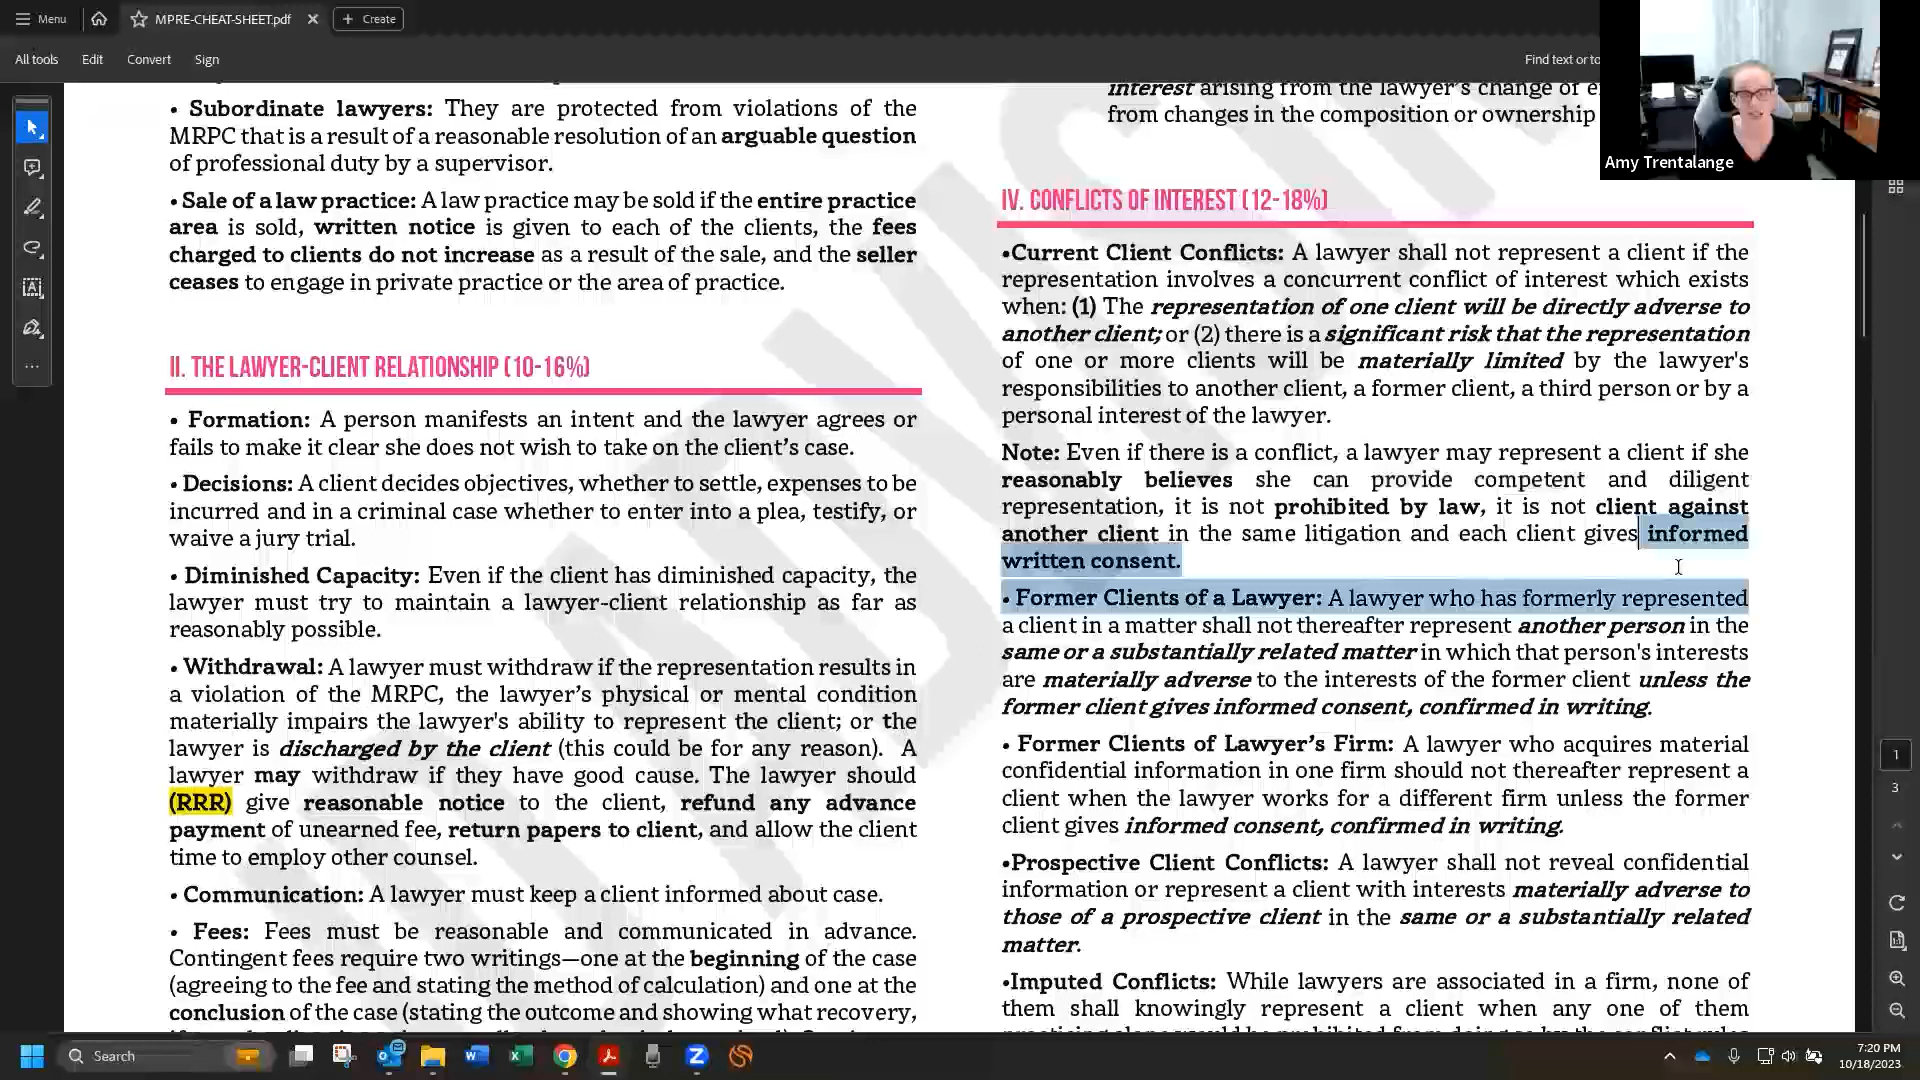 Menu
MPRE-CHEAT-SHEET.pdf
Create
All tools
Edit
Convert
Sign
Find text or to
Amy Trentalange
• Subordinate lawyers: They are protected from violations of the
MRPC that is a result of a reasonable resolution of an arguable question
of professional duty by a supervisor.
• Sale of a law practice: A law practice may be sold if the entire practice
area is sold, written notice is given to each of the clients, the fees
charged to clients do not increase as a result of the sale, and the seller
ceases to engage in private practice or the area of practice.
II. THE LAWYER-CLIENT RELATIONSHIP (10-16%)
• Formation: A person manifests an intent and the lawyer agrees or
fails to make it clear she does not wish to take on the client's case.
• Decisions: A client decides objectives, whether to settle, expenses to be
incurred and in a criminal case whether to enter into a plea, testify, or
waive a jury trial.
• Diminished Capacity: Even if the client has diminished capacity, the
lawyer must try to maintain a lawyer-client relationship as far as
reasonably possible.
• Withdrawal: A lawyer must withdraw if the representation results in
a violation of the MRPC, the lawyer's physical or mental condition
materially impairs the lawyer's ability to represent the client; or the
lawyer is discharged by the client (this could be for any reason). A
lawyer may withdraw if they have good cause. The lawyer should
(RRR) give reasonable notice to the client, refund any advance
payment of unearned fee, return papers to client, and allow the client
time to employ other counsel.
• Communication: A lawyer must keep a client informed about case.
• Fees: Fees must be reasonable and communicated in advance.
Contingent fees require two writings—one at the beginning of the case
(agreeing to the fee and stating the method of calculation) and one at the
conclusion of the case (stating the outcome and showing what recovery,
interest arising from the lawyer's change of
from changes in the composition or ownership
IV. CONFLICTS OF INTEREST (12-18%)
•Current Client Conflicts: A lawyer shall not represent a client if the
representation involves a concurrent conflict of interest which exists
when: (1) The representation of one client will be directly adverse to
another client; or (2) there is a significant risk that the representation
of one or more clients will be materially limited by the lawyer's
responsibilities to another client, a former client, a third person or by a
personal interest of the lawyer.
Note: Even if there is a conflict, a lawyer may represent a client if she
reasonably believes she can provide competent and diligent
representation, it is not prohibited by law, it is not client against
another client in the same litigation and each client gives informed
written consent.
• Former Clients of a Lawyer: A lawyer who has formerly represented
a client in a matter shall not thereafter represent another person in the
same or a substantially related matter in which that person's interests
are materially adverse to the interests of the former client unless the
former client gives informed consent, confirmed in writing.
• Former Clients of Lawyer's Firm: A lawyer who acquires material
confidential information in one firm should not thereafter represent a
client when the lawyer works for a different firm unless the former
client gives informed consent, confirmed in writing.
•Prospective Client Conflicts: A lawyer shall not reveal confidential
information or represent a client with interests materially adverse to
those of a prospective client in the same or a substantially related
matter.
•Imputed Conflicts: While lawyers are associated in a firm, none of
them shall knowingly represent a client when any one of them
1
3
Search
7:20 PM
10/18/2023